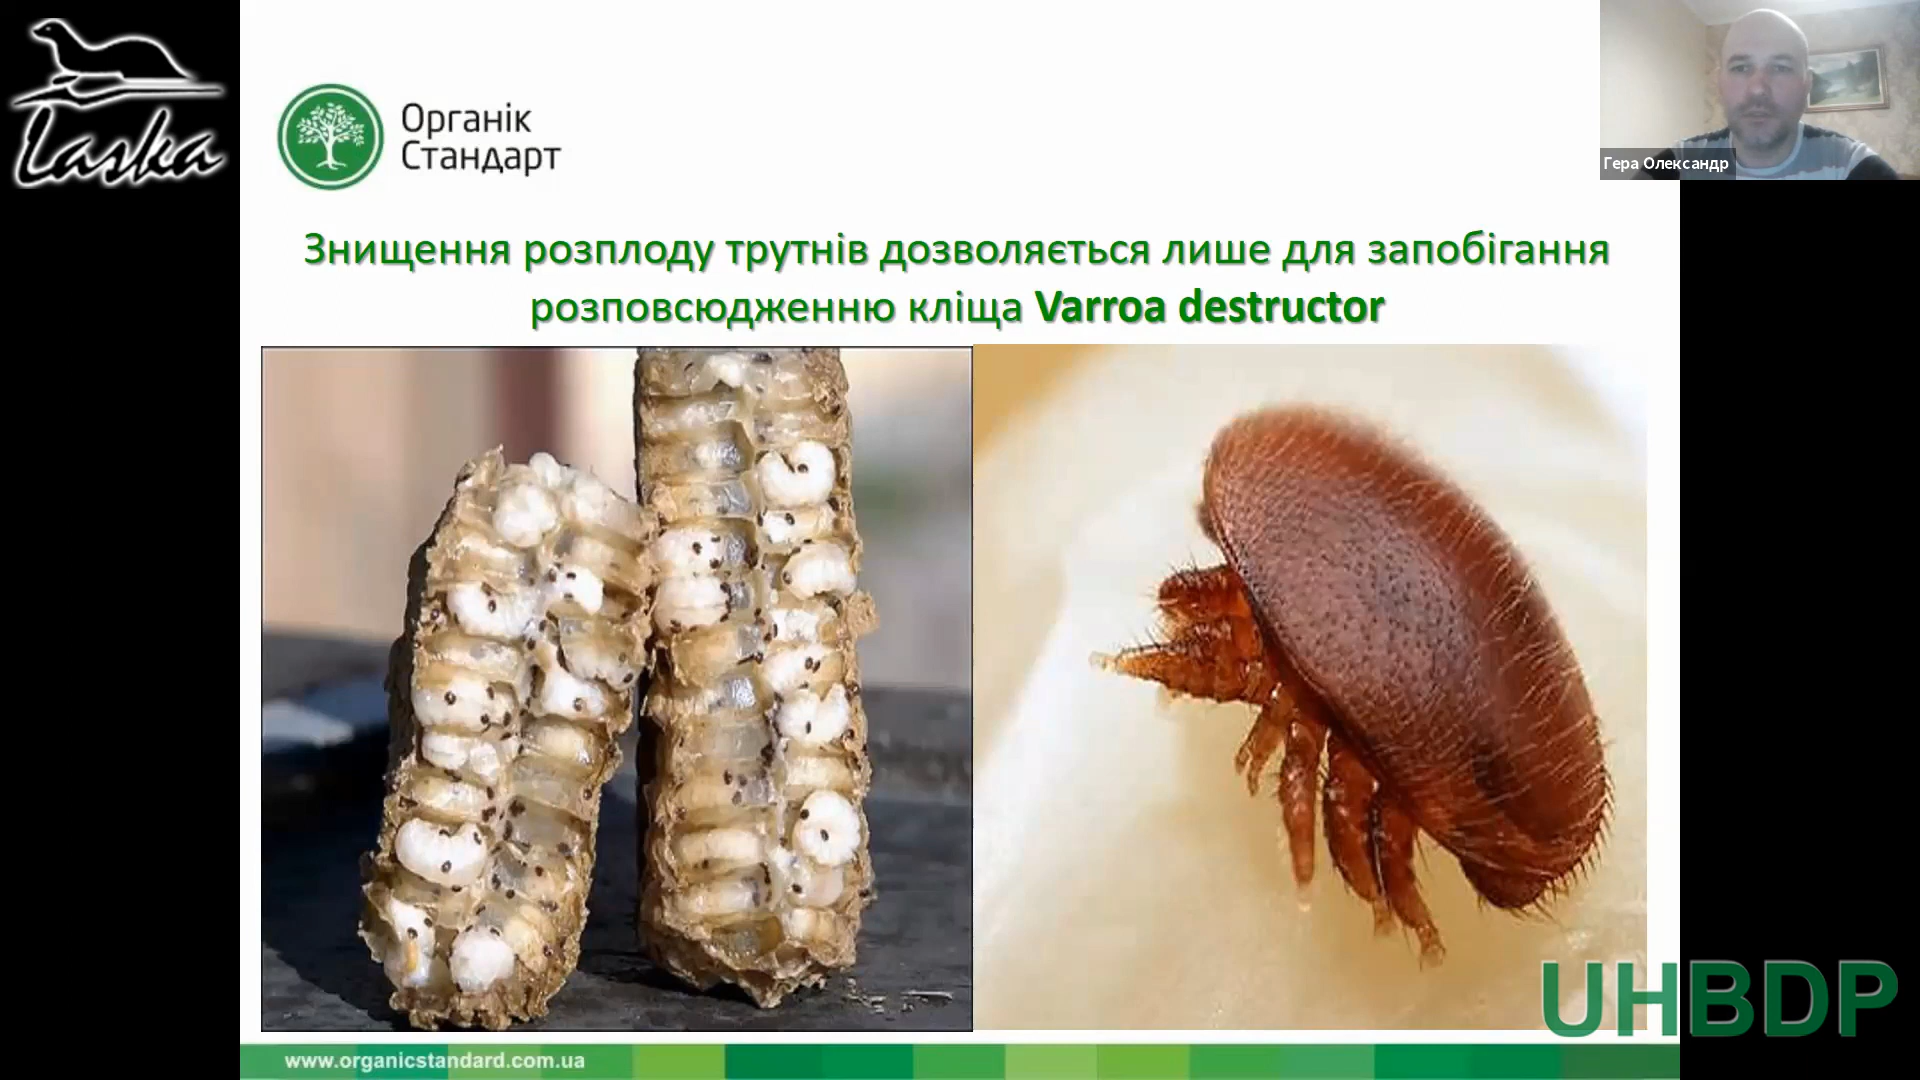 Laska
Органік
Стандарт
Гера Олександр
Знищення розплоду трутнів дозволяється лише для запобігання
розповсюдженню кліща Varroa destructor
UHBDP
www.organicstandard.com.ua